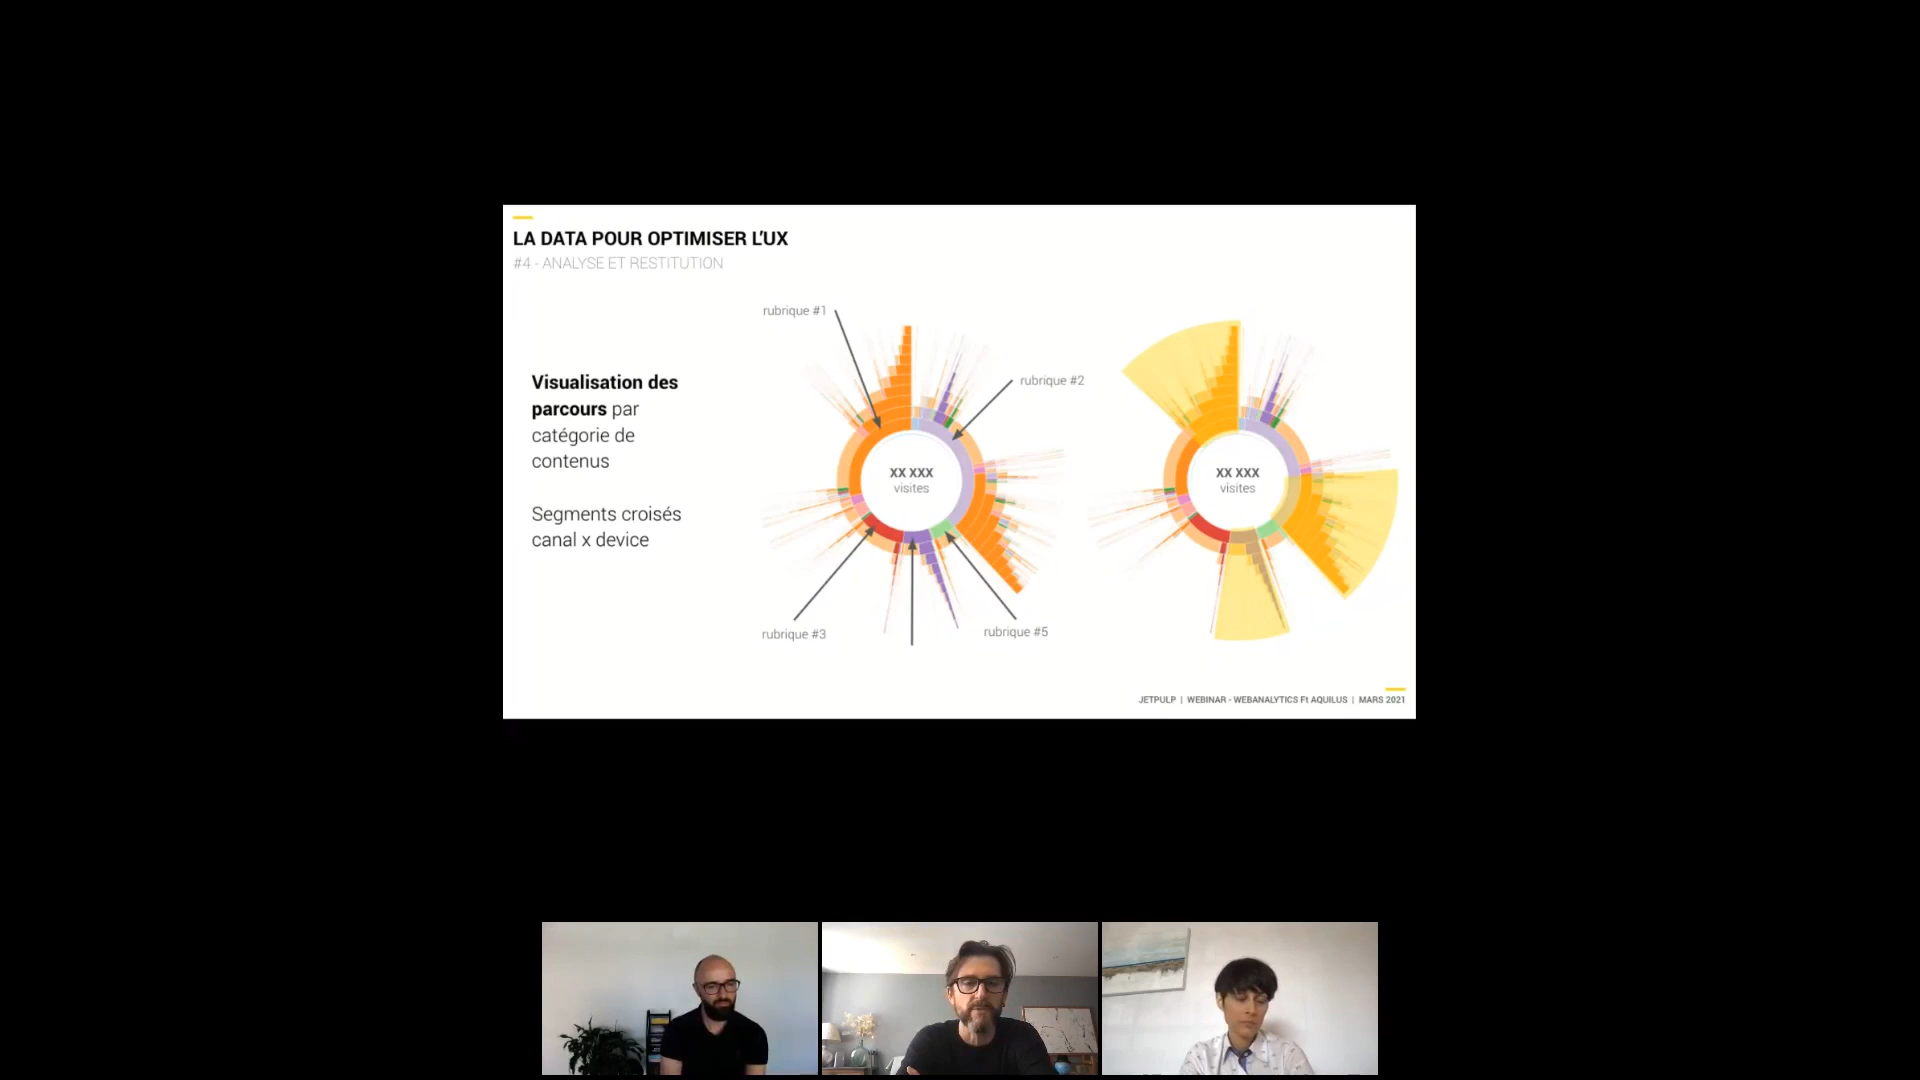 LA DATA POUR OPTIMISER L'UX
#4 - ANALYSE ET RESTITUTION
rubrique #1
rubrique #2
Visualisation des
parcours par
catégorie de
contenus
Segments croisés
canal x device
XX XXX
visites
XX XXX
visites
rubrique #3
rubrique #5
JETPULP | WEBINAR - WEBANALYTICS Ft AQUILUS | MARS 2021